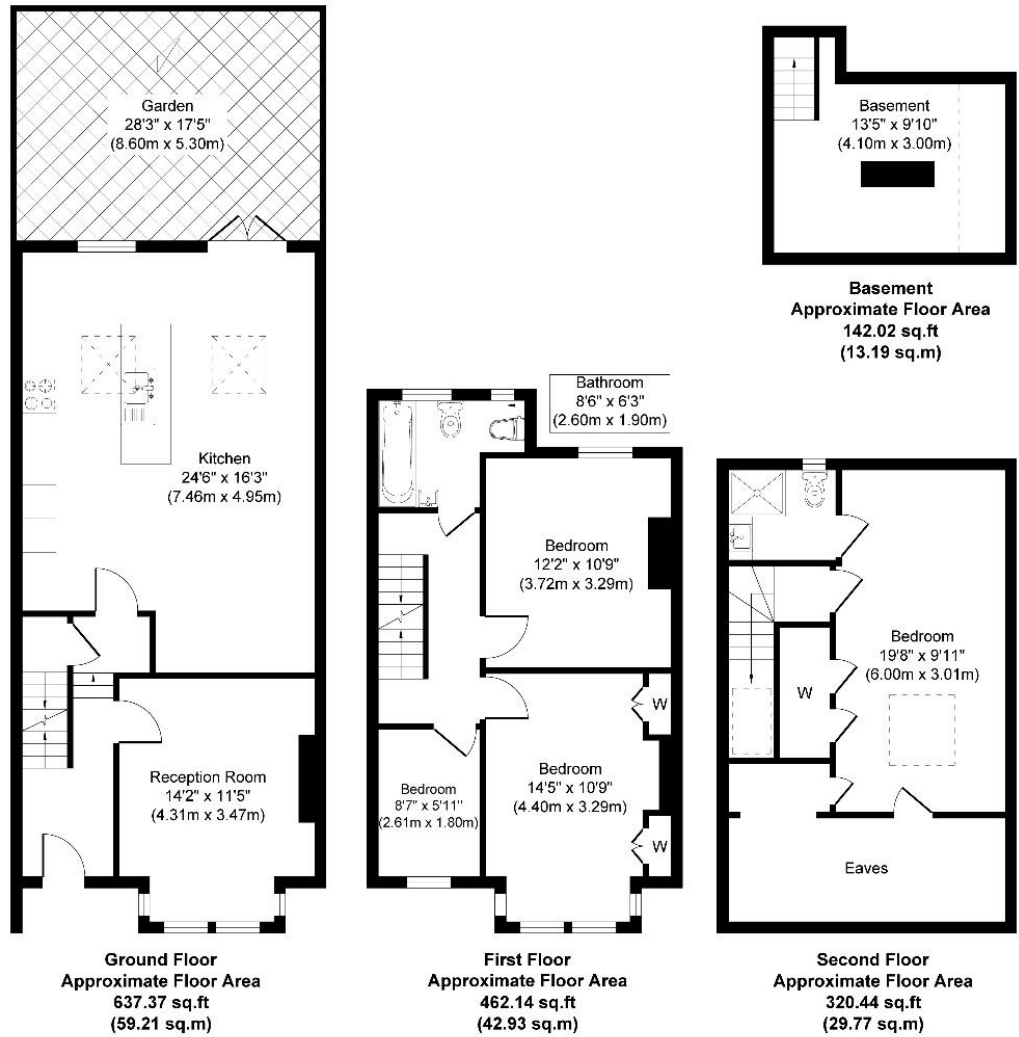 Garden
28'3" x 17'5"
(8.60m x 5.30m)
Kitchen
24'6" x 16'3"
(7.46m x 4.95m)
Reception Room
14'2" x 11'5"
(4.31m x 3.47m)
Ground Floor
Approximate Floor Area
637.37 sq.ft
(59.21 sq.m)
Bathroom
8'6" x 6'3"
(2.60m x 1.90m)
Bedroom
12'2" x 10'9"
(3.72m x 3.29m)
W
Bedroom
14'5" x 10'9"
(4.40m x 3.29m)
Bedroom
8'7" x 5'11"
(2.61m x 1.80m)
W
First Floor
Approximate Floor Area
462.14 sq.ft
(42.93 sq.m)
Basement
13'5" x 9'10"
(4.10m x 3.00m)
Basement
Approximate Floor Area
142.02 sq.ft
(13.19 sq.m)
Bedroom
19'8" x 9'11"
(6.00m x 3.01m)
W
Eaves
Second Floor
Approximate Floor Area
320.44 sq.ft
(29.77 sq.m)